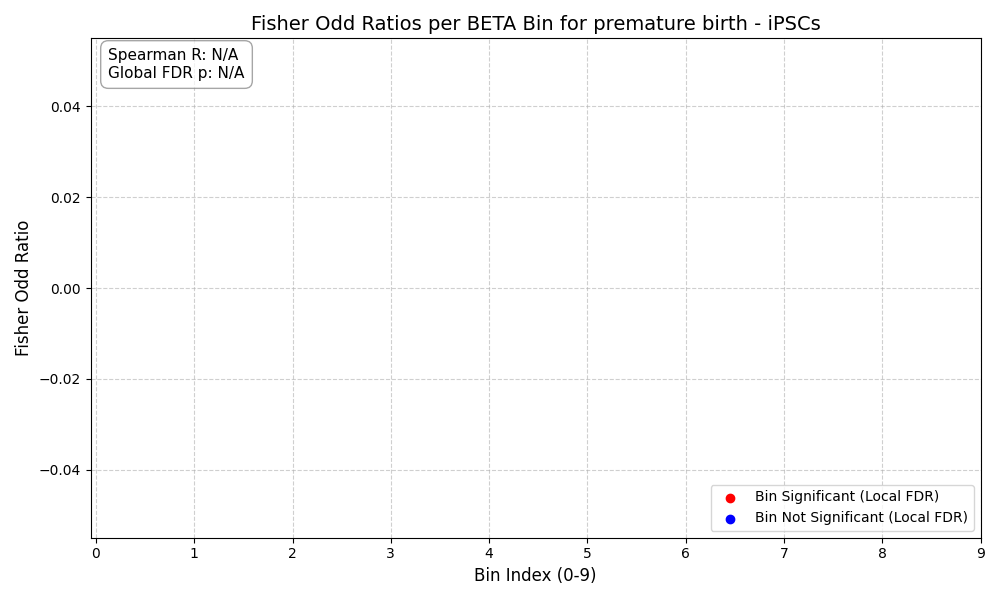 Fisher Odd Ratios per BETA Bin for premature birth - iPSCs
Spearman R: N/A
Global FDR p: N/A
Fisher Odd Ratio
0.04
0.02
0.00
−0.02
−0.04
Bin Significant (Local FDR)
Bin Not Significant (Local FDR)
0 1 2 3 4 5 6 7 8 9
Bin Index (0-9)